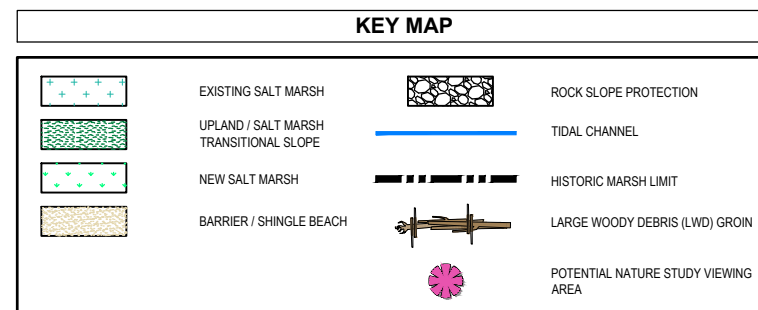 KEY MAP
EXISTING SALT MARSH
UPLAND / SALT MARSH
TRANSITIONAL SLOPE
NEW SALT MARSH
BARRIER / SHINGLE BEACH
ROCK SLOPE PROTECTION
TIDAL CHANNEL
HISTORIC MARSH LIMIT
LARGE WOODY DEBRIS (LWD) GROIN
POTENTIAL NATURE STUDY VIEWING
AREA